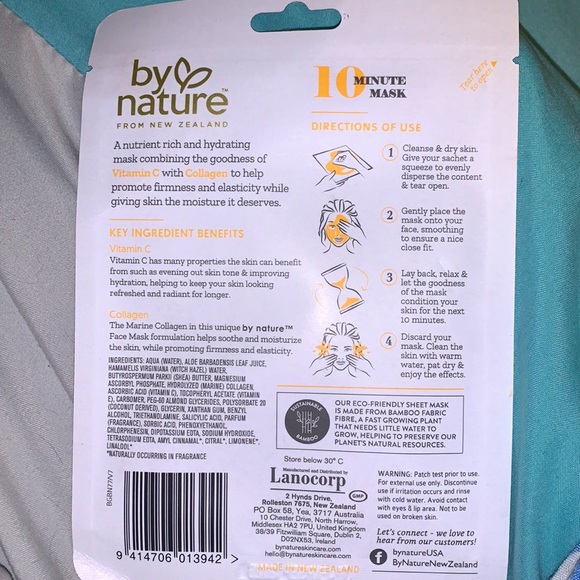 by nature™
FROM NEW ZEALAND
A nutrient rich and hydrating
mask combining the goodness of
Vitamin C with Collagen to help
promote firmness and elasticity while
giving skin the moisture it deserves.
KEY INGREDIENT BENEFITS
Vitamin C
Vitamin C has many properties the skin can benefit
from such as evening out skin tone & improving
hydration, helping to keep your skin looking
refreshed and radiant for longer.
Collagen
The Marine Collagen in this unique by nature™
Face Mask formulation helps soothe and moisturize
the skin, while promoting firmness and elasticity.
INGREDIENTS: AQUA (WATER), ALOE BARBADENSIS LEAF JUICE,
HAMAMELIS VIRGINIANA (WITCH HAZEL) WATER,
BUTYROSPERMUM PARKII (SHEA) BUTTER, MAGNESIUM
ASCORBYL PHOSPHATE, HYDROLYZED (MARINE) COLLAGEN,
ASCORBIC ACID (VITAMIN C), TOCOPHERYL ACETATE (VITAMIN
E), CARBOMER, PEG-60 ALMOND GLYCERIDES, POLYSORBATE 20
(COCONUT DERIVED), GLYCERIN, XANTHAN GUM, BENZYL
ALCOHOL, TRIETHANOLAMINE, SALICYLIC ACID, PARFUM
(FRAGRANCE), SORBIC ACID, PHENOXYETHANOL,
CHLORPHENESIN, DIPOTASSIUM EDTA, SODIUM HYDROXIDE,
TETRASODIUM EDTA, AMYL CINNAMAL*, CITRAL*, LIMONENE*,
LINALOOL*
*NATURALLY OCCURRING IN FRAGRANCE
BGBN77/V7
9 414706 013942 >
Tear here
to open
10 MINUTE
MASK
DIRECTIONS OF USE
1 Cleanse & dry skin.
Give your sachet a
squeeze to evenly
disperse the content
& tear open.
2 Gently place the
mask onto your
face, smoothing
to ensure a nice
close fit.
3 Lay back, relax &
let the goodness
of the mask
condition your
skin for the next
10 minutes.
4 Discard your
mask. Clean the
skin with warm
water, pat dry &
enjoy the effects.
SUSTAINABLE
BAMBOO
OUR ECO-FRIENDLY SHEET MASK
IS MADE FROM BAMBOO FABRIC
FIBRE, A FAST GROWING PLANT
THAT NEEDS LITTLE WATER TO
GROW, HELPING TO PRESERVE OUR
PLANET'S NATURAL RESOURCES.
Store below 30° C
Manufactured and Distributed by
Lanocorp
2 Hynds Drive,
Rolleston 7675, New Zealand
GMP
PO BOX 58, Yea, 3717 Australia
10 Chester Drive, North Harrow,
Middlesex HA2 7PU, United Kingdom
38/39 Fitzwilliam Square, Dublin 2,
D02NX53, Ireland
bynatureskincare.com
hello@bynatureskincare.com
MADE IN NEW ZEALAND
WARNING: Patch test prior to use.
For external use only. Discontinue
use if irritation occurs and rinse
with cold water. Avoid contact
with eyes & lip area. Not to be
used on broken skin.
Let's connect - we love to
hear from our customers!
bynatureUSA
ByNatureNewZealand